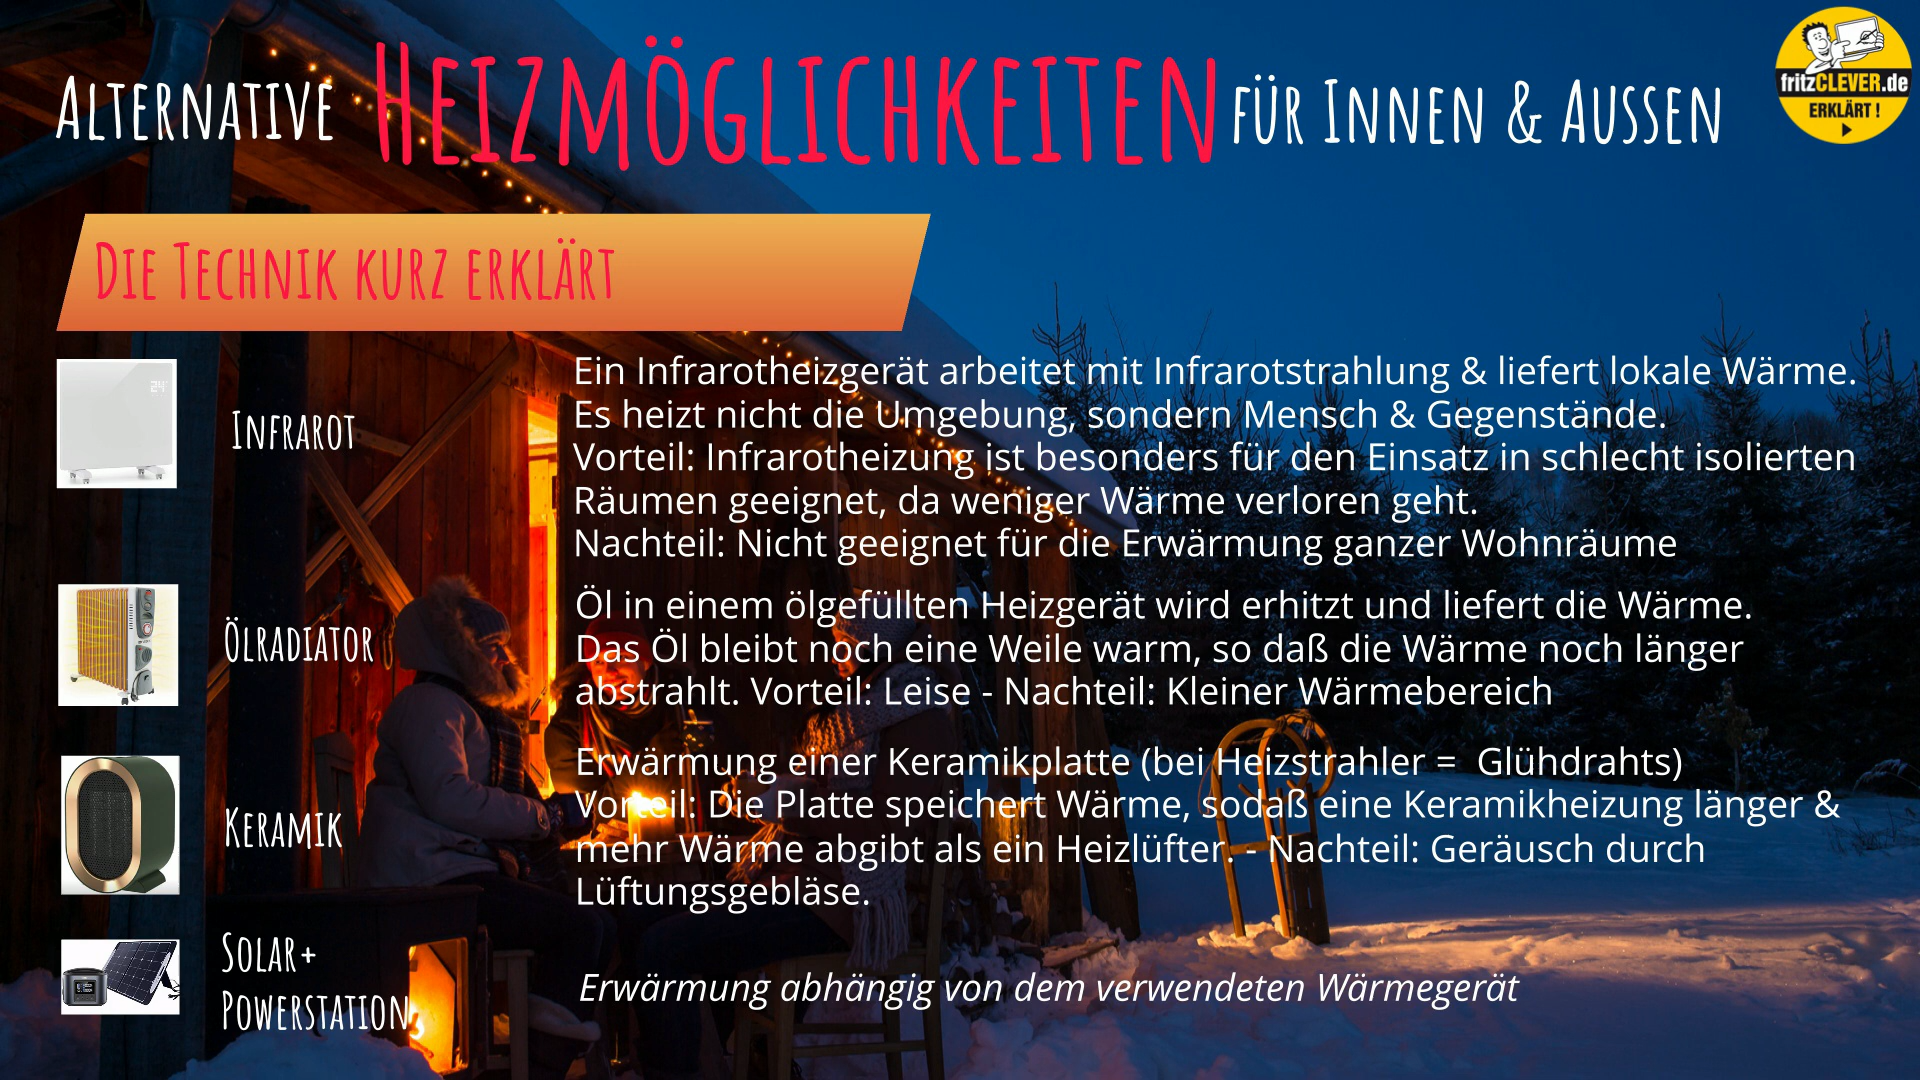 Alternative Heizmöglichkeiten für Innen & Aussen
fritzCLEVER.de
ERKLÄRT !
Die Technik kurz erklärt
24
Infrarot
Ein Infrarotheizgerät arbeitet mit Infrarotstrahlung & liefert lokale Wärme.
Es heizt nicht die Umgebung, sondern Mensch & Gegenstände.
Vorteil: Infrarotheizung ist besonders für den Einsatz in schlecht isolierten
Räumen geeignet, da weniger Wärme verloren geht.
Nachteil: Nicht geeignet für die Erwärmung ganzer Wohnräume
Ölradiator
Öl in einem ölgefüllten Heizgerät wird erhitzt und liefert die Wärme.
Das Öl bleibt noch eine Weile warm, so daß die Wärme noch länger
abstrahlt. Vorteil: Leise - Nachteil: Kleiner Wärmebereich
Keramik
Erwärmung einer Keramikplatte (bei Heizstrahler = Glühdrahts)
Vorteil: Die Platte speichert Wärme, sodaß eine Keramikheizung länger &
mehr Wärme abgibt als ein Heizlüfter. - Nachteil: Geräusch durch
Lüftungsgebläse.
Solar+
Powerstation
Erwärmung abhängig von dem verwendeten Wärmegerät